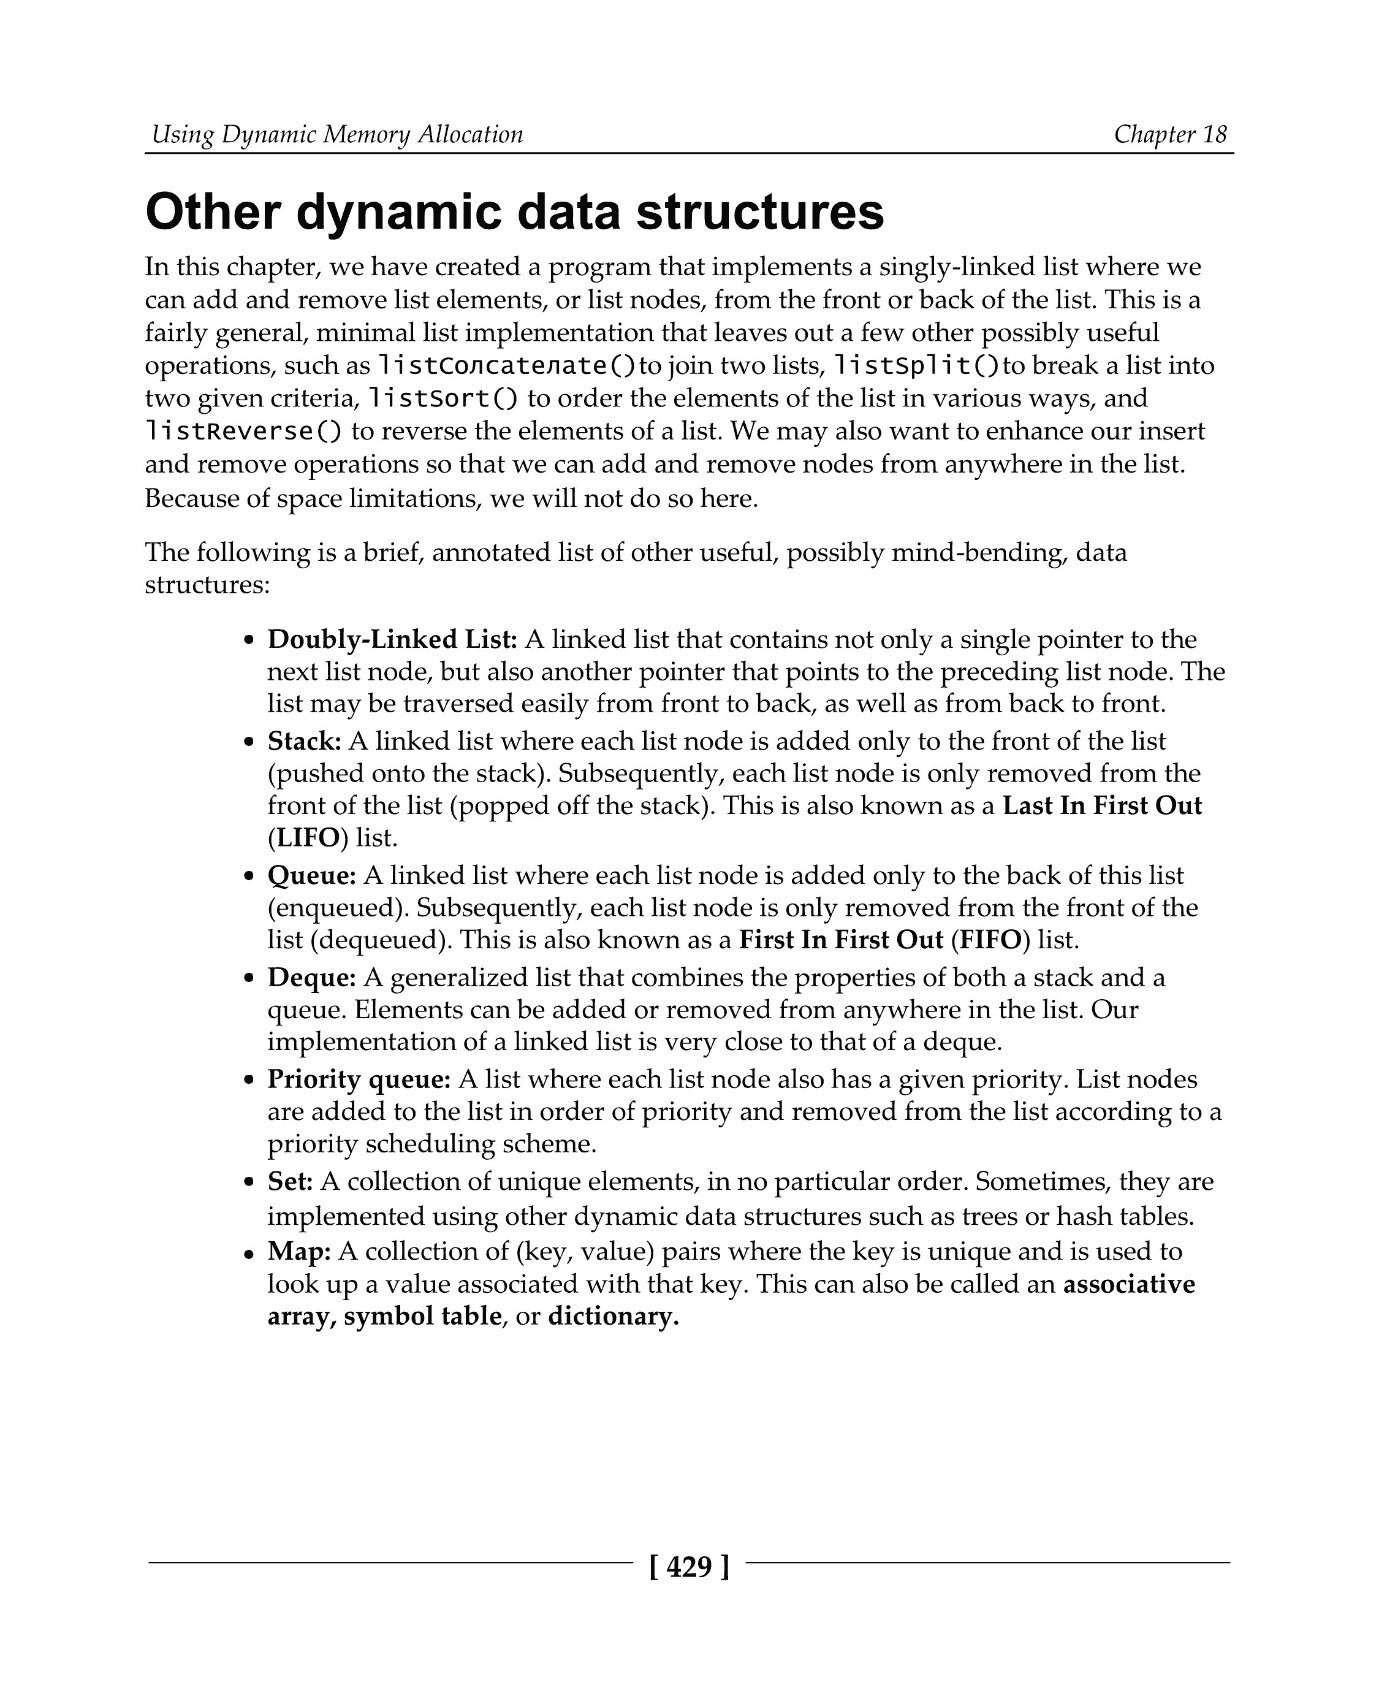 Using Dynamic Memory Allocation Chapter 18
Other dynamic data structures
In this chapter, we have created a program that implements a singly-linked list where we
can add and remove list elements, or list nodes, from the front or back of the list. This is a
fairly general, minimal list implementation that leaves out a few other possibly useful
operations, such as listCoлcateлate()to join two lists, listSplit()to break a list into
two given criteria, listSort() to order the elements of the list in various ways, and
listReverse() to reverse the elements of a list. We may also want to enhance our insert
and remove operations so that we can add and remove nodes from anywhere in the list.
Because of space limitations, we will not do so here.
The following is a brief, annotated list of other useful, possibly mind-bending, data
structures:
• Doubly-Linked List: A linked list that contains not only a single pointer to the
next list node, but also another pointer that points to the preceding list node. The
list may be traversed easily from front to back, as well as from back to front.
• Stack: A linked list where each list node is added only to the front of the list
(pushed onto the stack). Subsequently, each list node is only removed from the
front of the list (popped off the stack). This is also known as a Last In First Out
(LIFO) list.
• Queue: A linked list where each list node is added only to the back of this list
(enqueued). Subsequently, each list node is only removed from the front of the
list (dequeued). This is also known as a First In First Out (FIFO) list.
• Deque: A generalized list that combines the properties of both a stack and a
queue. Elements can be added or removed from anywhere in the list. Our
implementation of a linked list is very close to that of a deque.
• Priority queue: A list where each list node also has a given priority. List nodes
are added to the list in order of priority and removed from the list according to a
priority scheduling scheme.
• Set: A collection of unique elements, in no particular order. Sometimes, they are
implemented using other dynamic data structures such as trees or hash tables.
• Map: A collection of (key, value) pairs where the key is unique and is used to
look up a value associated with that key. This can also be called an associative
array, symbol table, or dictionary.
[ 429 ]